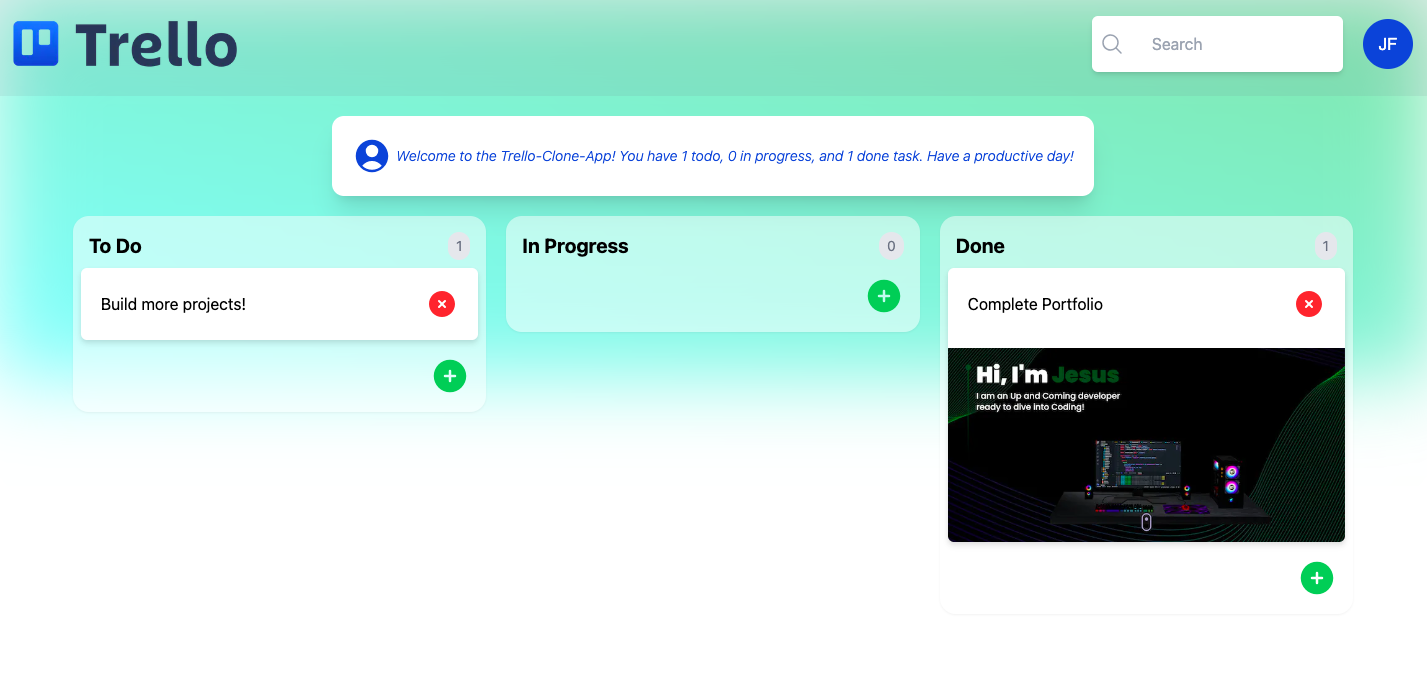 Trello
Search
JF
Welcome to the Trello-Clone-App! You have 1 todo, 0 in progress, and 1 done task. Have a productive day!
To Do
1
Build more projects!
In Progress
0
Done
1
Complete Portfolio
Hi, I'm Jesus
I am an Up and Coming developer
ready to dive into Coding!